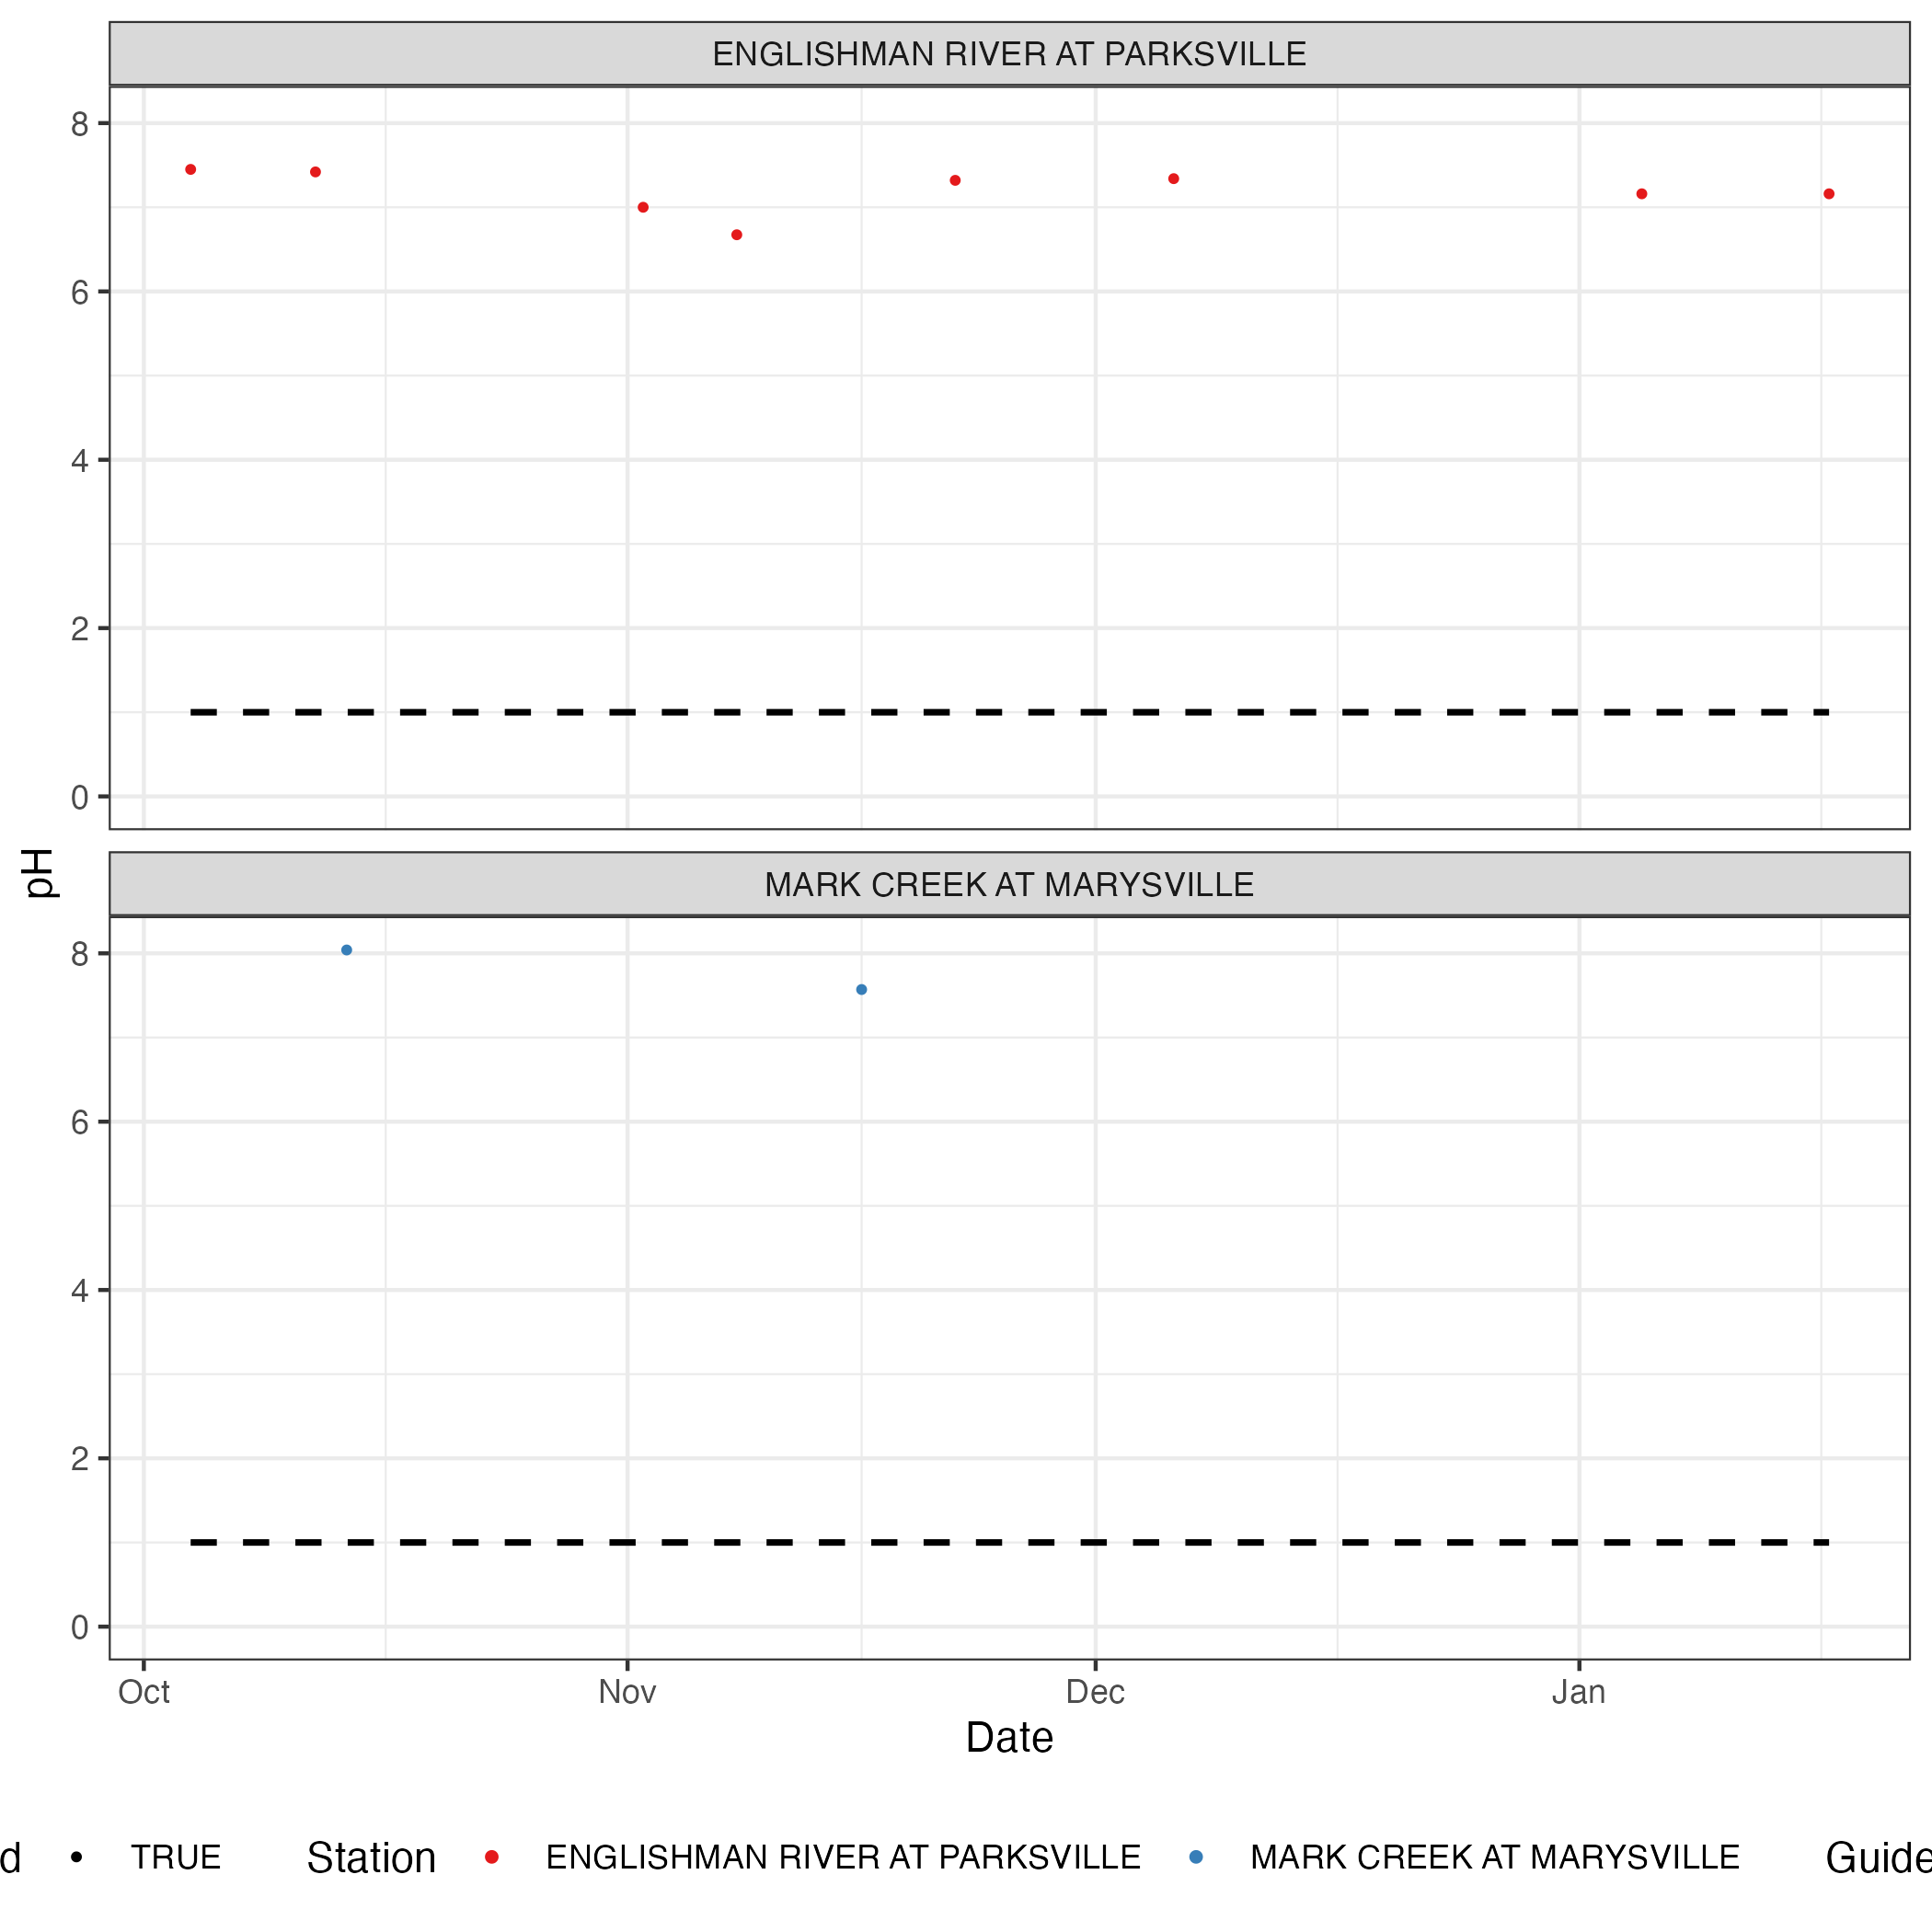 ENGLISHMAN RIVER AT PARKSVILLE
8
6
4
2
0
pH
MARK CREEK AT MARYSVILLE
8
6
4
2
0
Oct Nov Dec Jan
Date
d TRUE Station ENGLISHMAN RIVER AT PARKSVILLE MARK CREEK AT MARYSVILLE Guide